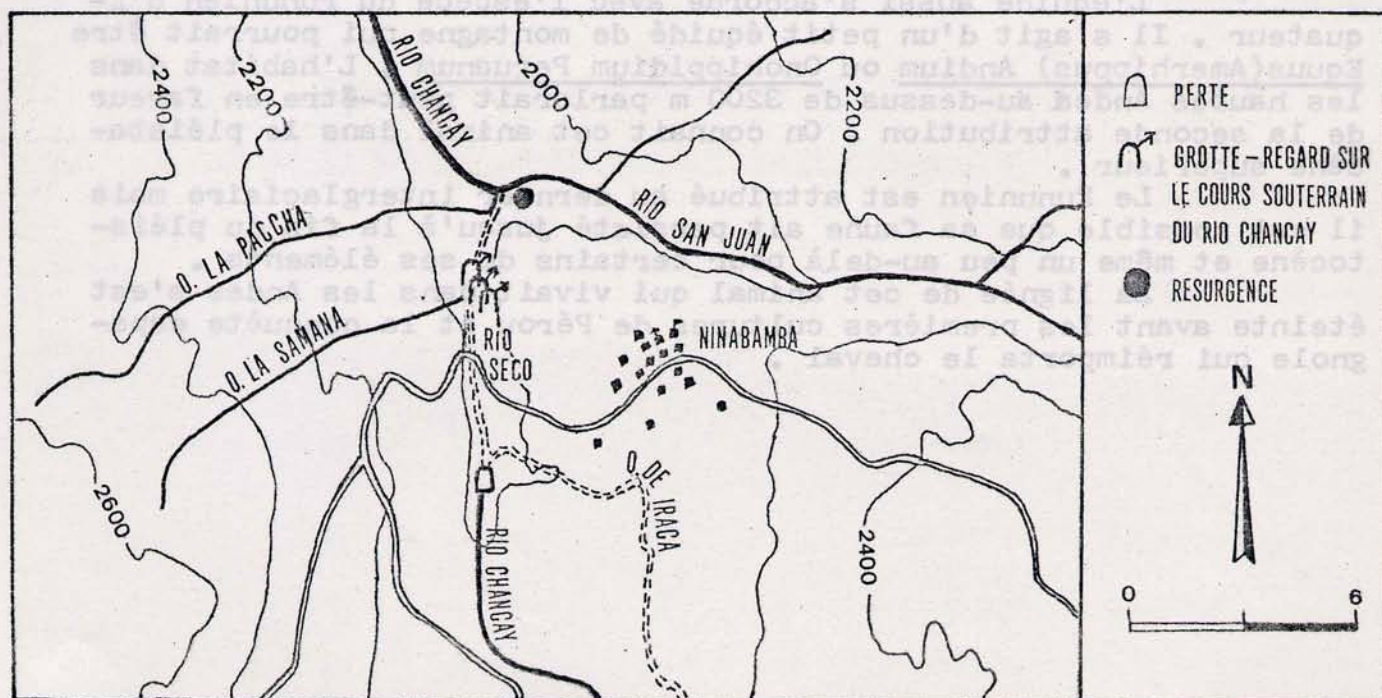 aussi s'accorde avec l'espèce du
quateur . Il s'agit d'un petit équidé de montagne qui pourrait être
Equus(Amerhippus) Andium ou Onohippidium Peruanum . L'habitat dans
les hautes Andes au-dessus de 3200 m parlerait peut-être en faveur
de la seconde attribution . On connait cet animal dans le pléisto-
cène supérieur .
Le est attribué au dernier interglaciaire mais
il est possible que sa faune ait persisté jusqu'à la fin du pléis-
tocène et même un peu au-delà pour certains de ses éléments .
La lignée de cet animal qui vivait dans les Andes s'est
éteinte avant les premières cultures de Pérou et la conquête espa-
gnole qui réimporta le cheval .
2400
2200
RIO CHANCAY
2000
2200
Q. LA PACCHA
RIO SAN JUAN
Q. LA SAMANA
RIO
SECO
NINABAMBA
Q. DE IRACA
2600
RIO CHANCAY
2400
PERTE
GROTTE - REGARD SUR
LE COURS SOUTERRAIN
DU RIO CHANCAY
RESURGENCE
N
0 6